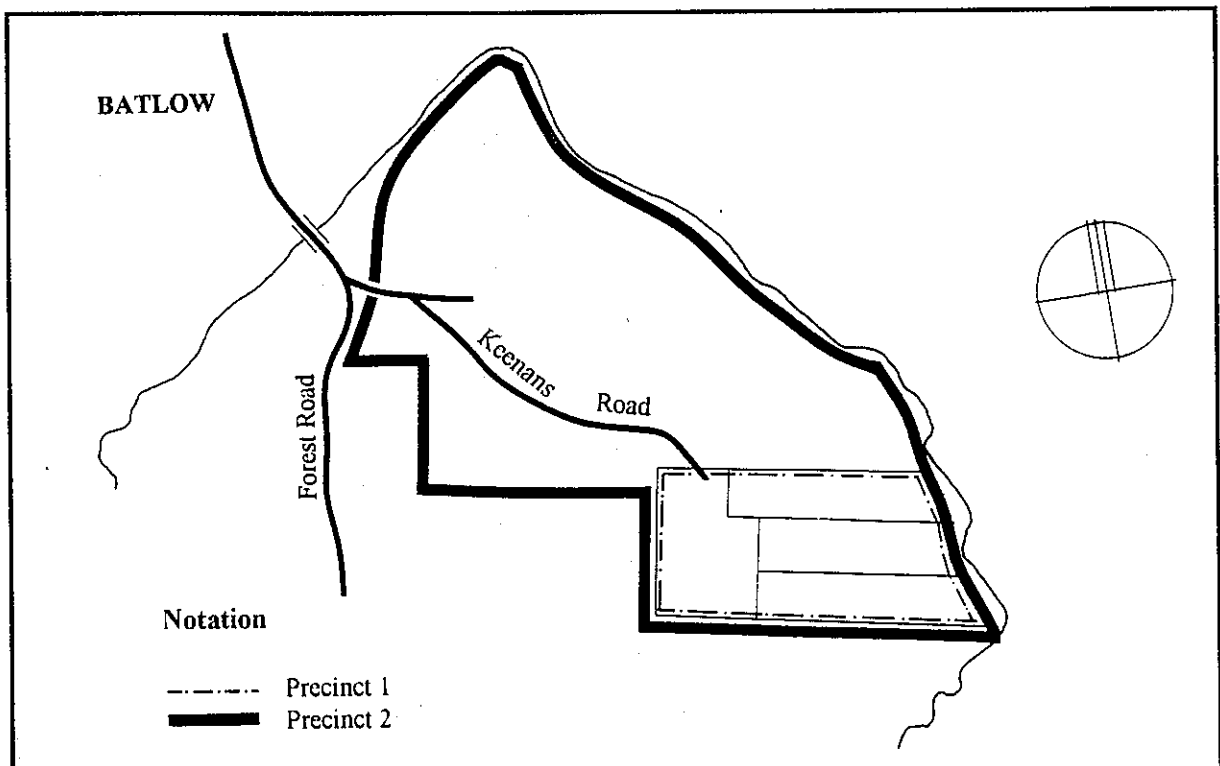 BATLOW
Keenans
Road
Forest Road
Notation
Precinct 1
Precinct 2